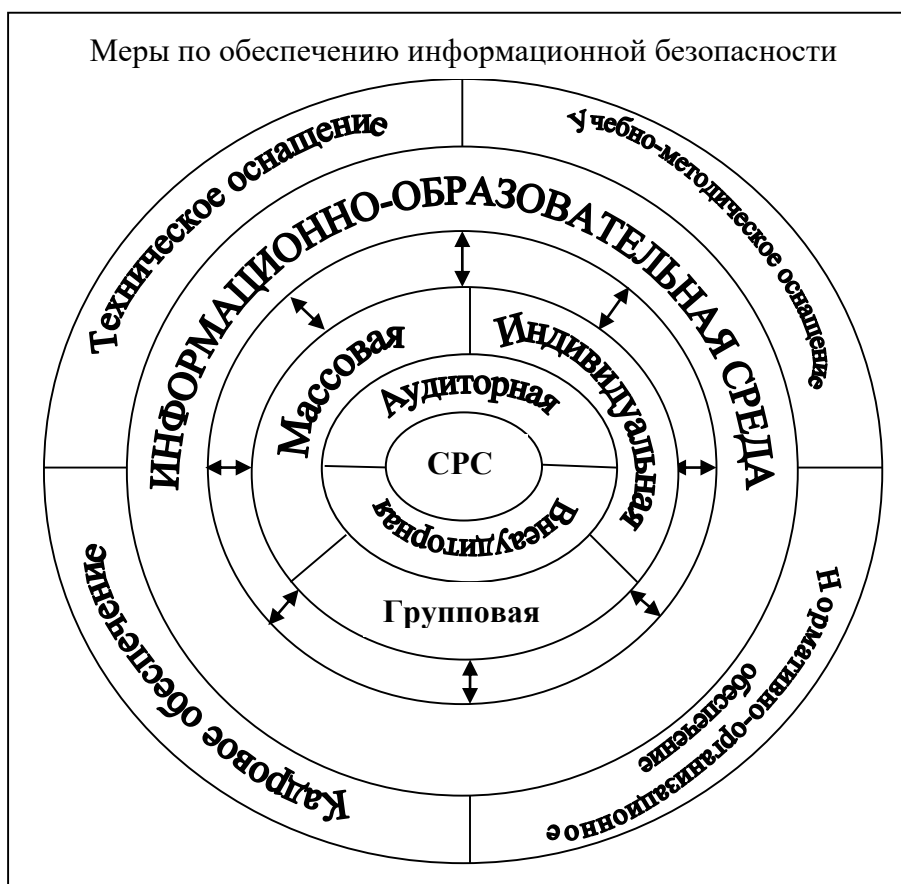 Меры по обеспечению информационной безопасности
Техническое оснащение
Учебно-методическое оснащение
ИНФОРМАЦИОННО-ОБРАЗОВАТЕЛЬНАЯ СРЕДА
Массовая
Индивидуальная
Аудиторная
СРС
Внеаудиторная
Групповая
Кадровое обеспечение
Нормативно-организационное
обеспечение